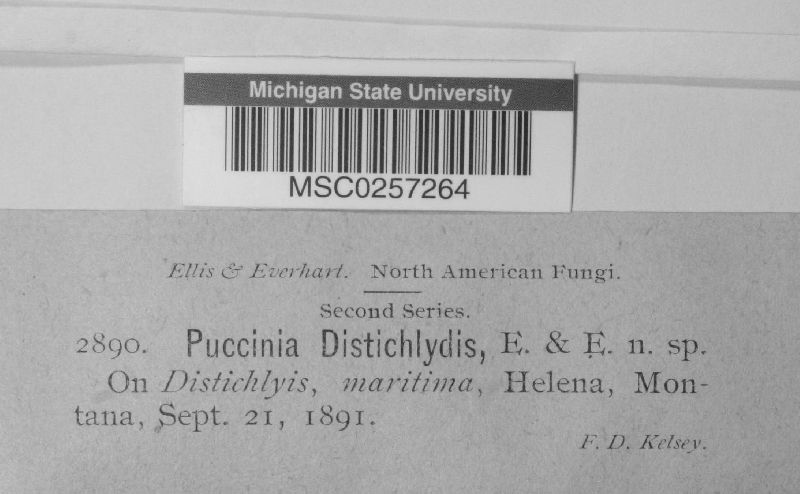 Michigan State University
MSC0257264
Ellis & Everhart. North American Fungi.
Second Series.
2890. Puccinia Distichlydis, E. & E. n. sp.
On Distichlyis, maritima, Helena, Mon-
tana, Sept. 21, 1891.
F. D. Kelsey.